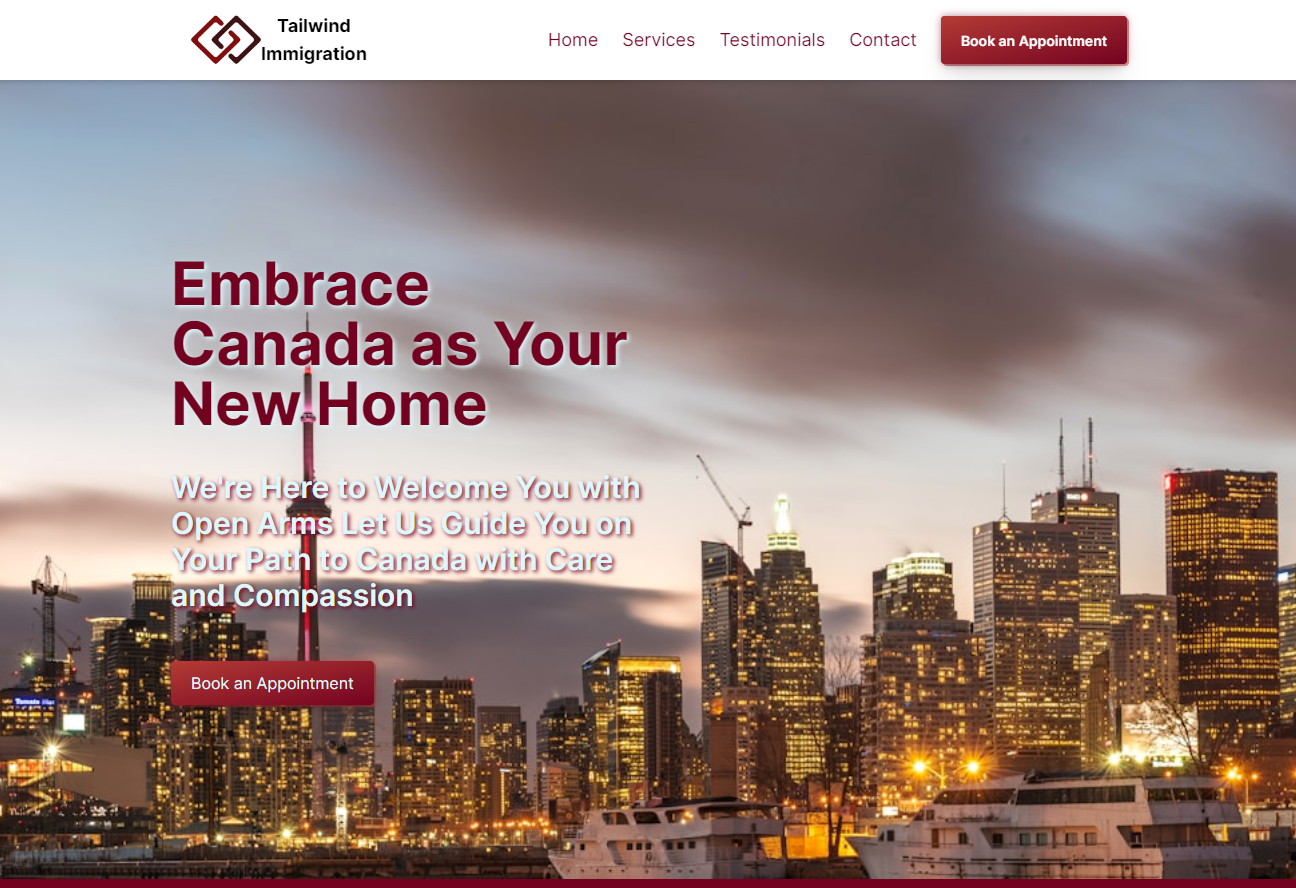 Tailwind
Immigration
Home Services Testimonials Contact Book an Appointment
Embrace
Canada as Your
New Home
We're Here to Welcome You with
Open Arms Let Us Guide You on
Your Path to Canada with Care
and Compassion
Book an Appointment